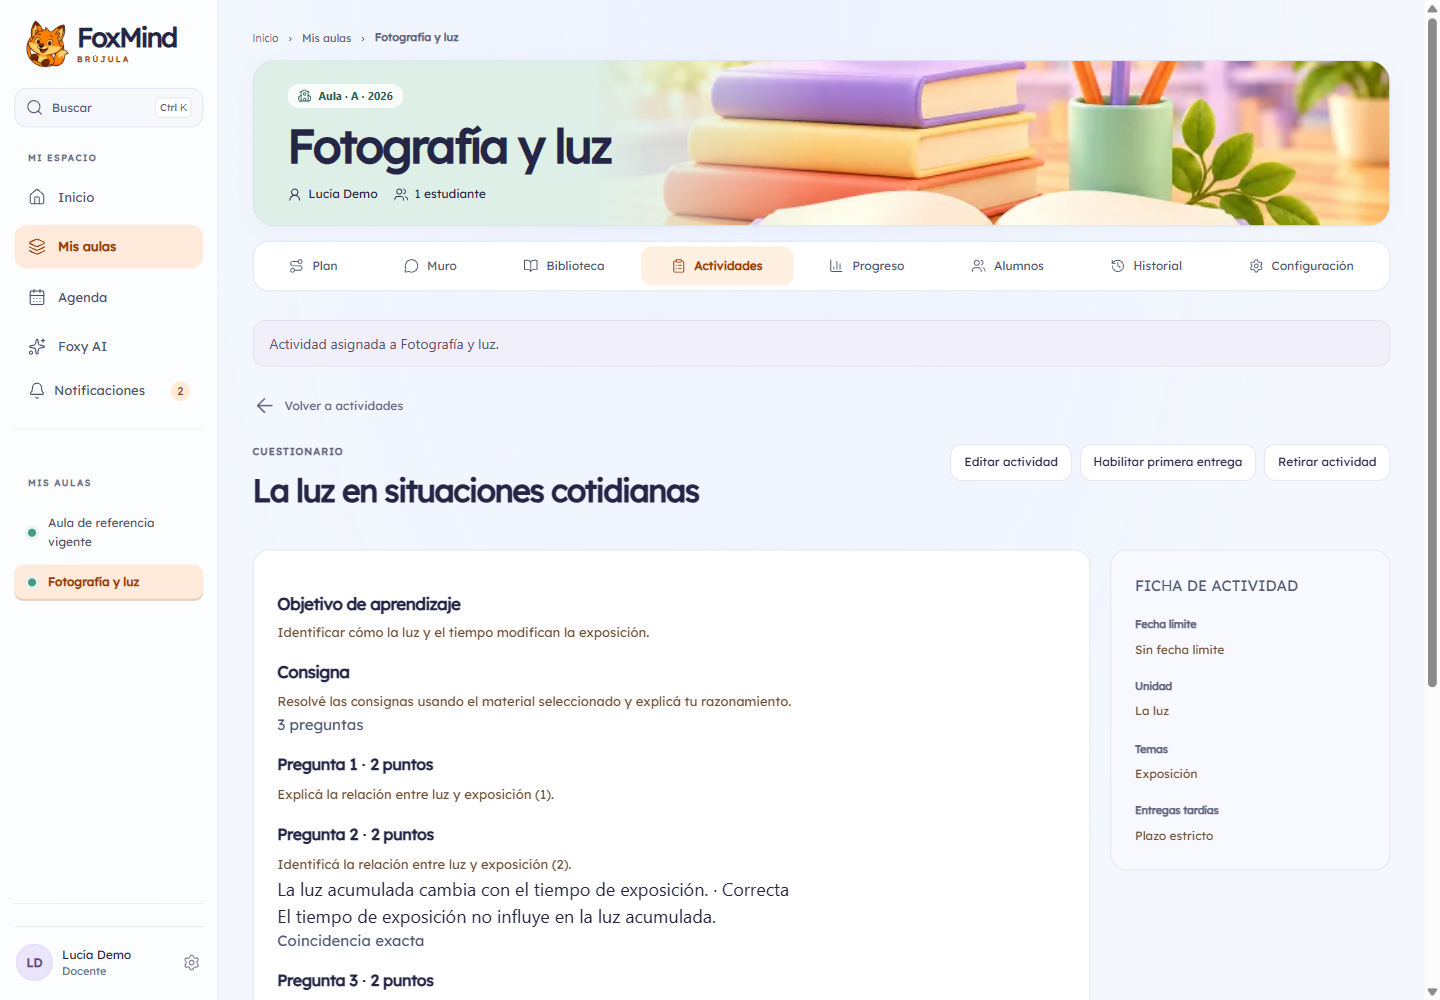 FoxMind
BRÚJULA
Buscar
Ctrl K
MI ESPACIO
Inicio
Mis aulas
Agenda
Foxy AI
Notificaciones
2
MIS AULAS
Aula de referencia
vigente
Fotografía y luz
LD
Lucía Demo
Docente
Inicio › Mis aulas › Fotografía y luz
Aula · A · 2026
Fotografía y luz
Lucía Demo
1 estudiante
Plan
Muro
Biblioteca
Actividades
Progreso
Alumnos
Historial
Configuración
Actividad asignada a Fotografía y luz.
Volver a actividades
CUESTIONARIO
La luz en situaciones cotidianas
Editar actividad
Habilitar primera entrega
Retirar actividad
Objetivo de aprendizaje
Identificar cómo la luz y el tiempo modifican la exposición.
Consigna
Resolvé las consignas usando el material seleccionado y explicá tu razonamiento.
3 preguntas
Pregunta 1 · 2 puntos
Explicá la relación entre luz y exposición (1).
Pregunta 2 · 2 puntos
Identificá la relación entre luz y exposición (2).
La luz acumulada cambia con el tiempo de exposición. · Correcta
El tiempo de exposición no influye en la luz acumulada.
Coincidencia exacta
Pregunta 3 · 2 puntos
FICHA DE ACTIVIDAD
Fecha límite
Sin fecha límite
Unidad
La luz
Temas
Exposición
Entregas tardías
Plazo estricto